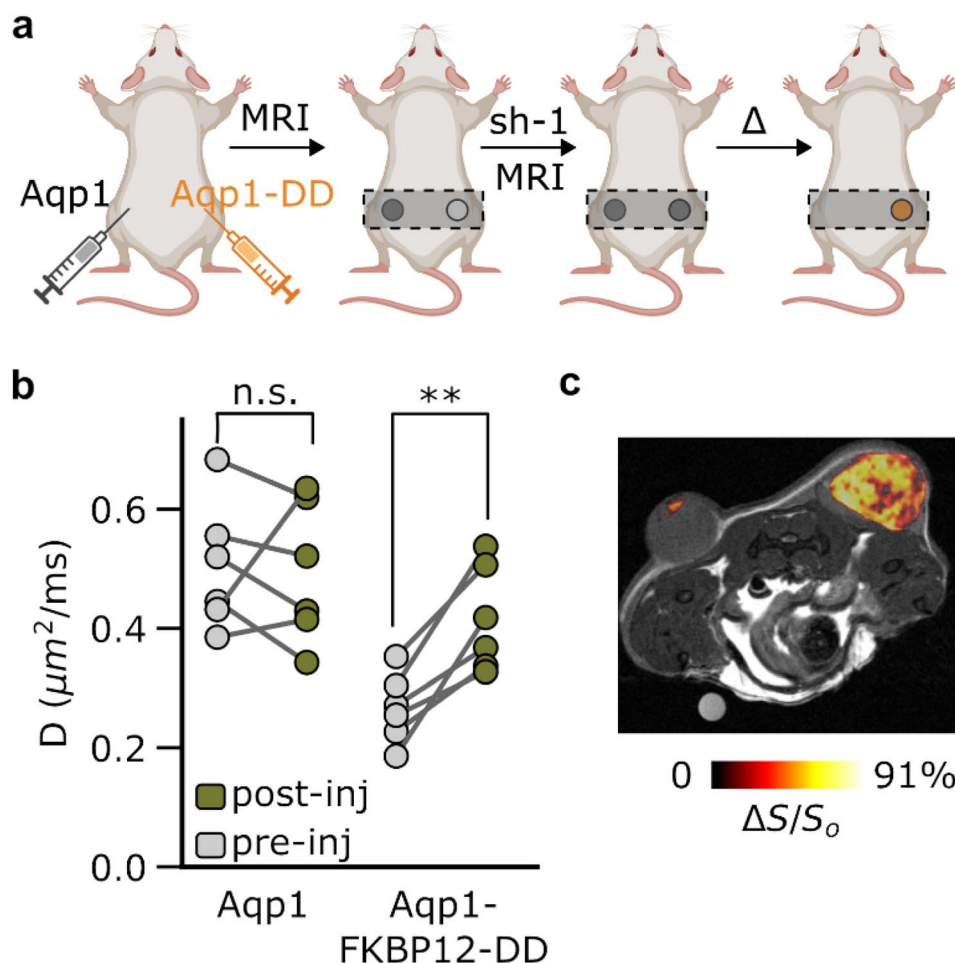 a
MRI
sh-1
MRI
Δ
Aqp1
Aqp1-DD
b
n.s.
**
c
D (μm²/ms)
0.6
0.4
0.2
0.0
post-inj
pre-inj
Aqp1
Aqp1-
FKBP12-DD
0
91%
ΔS/Sₒ